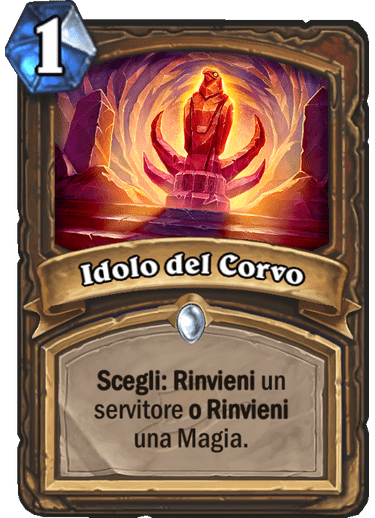 1
Idolo del Corvo
Scegli: Rinvieni un
servitore o Rinvieni
una Magia.